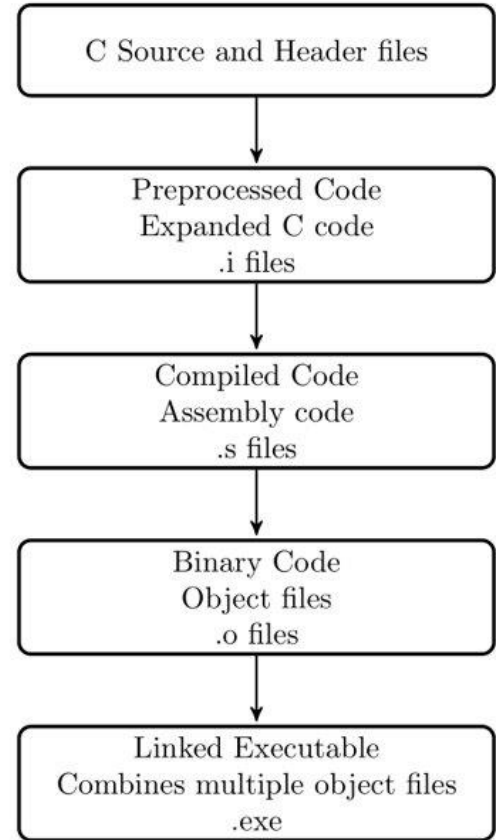 C Source and Header files
Preprocessed Code
Expanded C code
.i files
Compiled Code
Assembly code
.s files
Binary Code
Object files
.o files
Linked Executable
Combines multiple object files
.exe